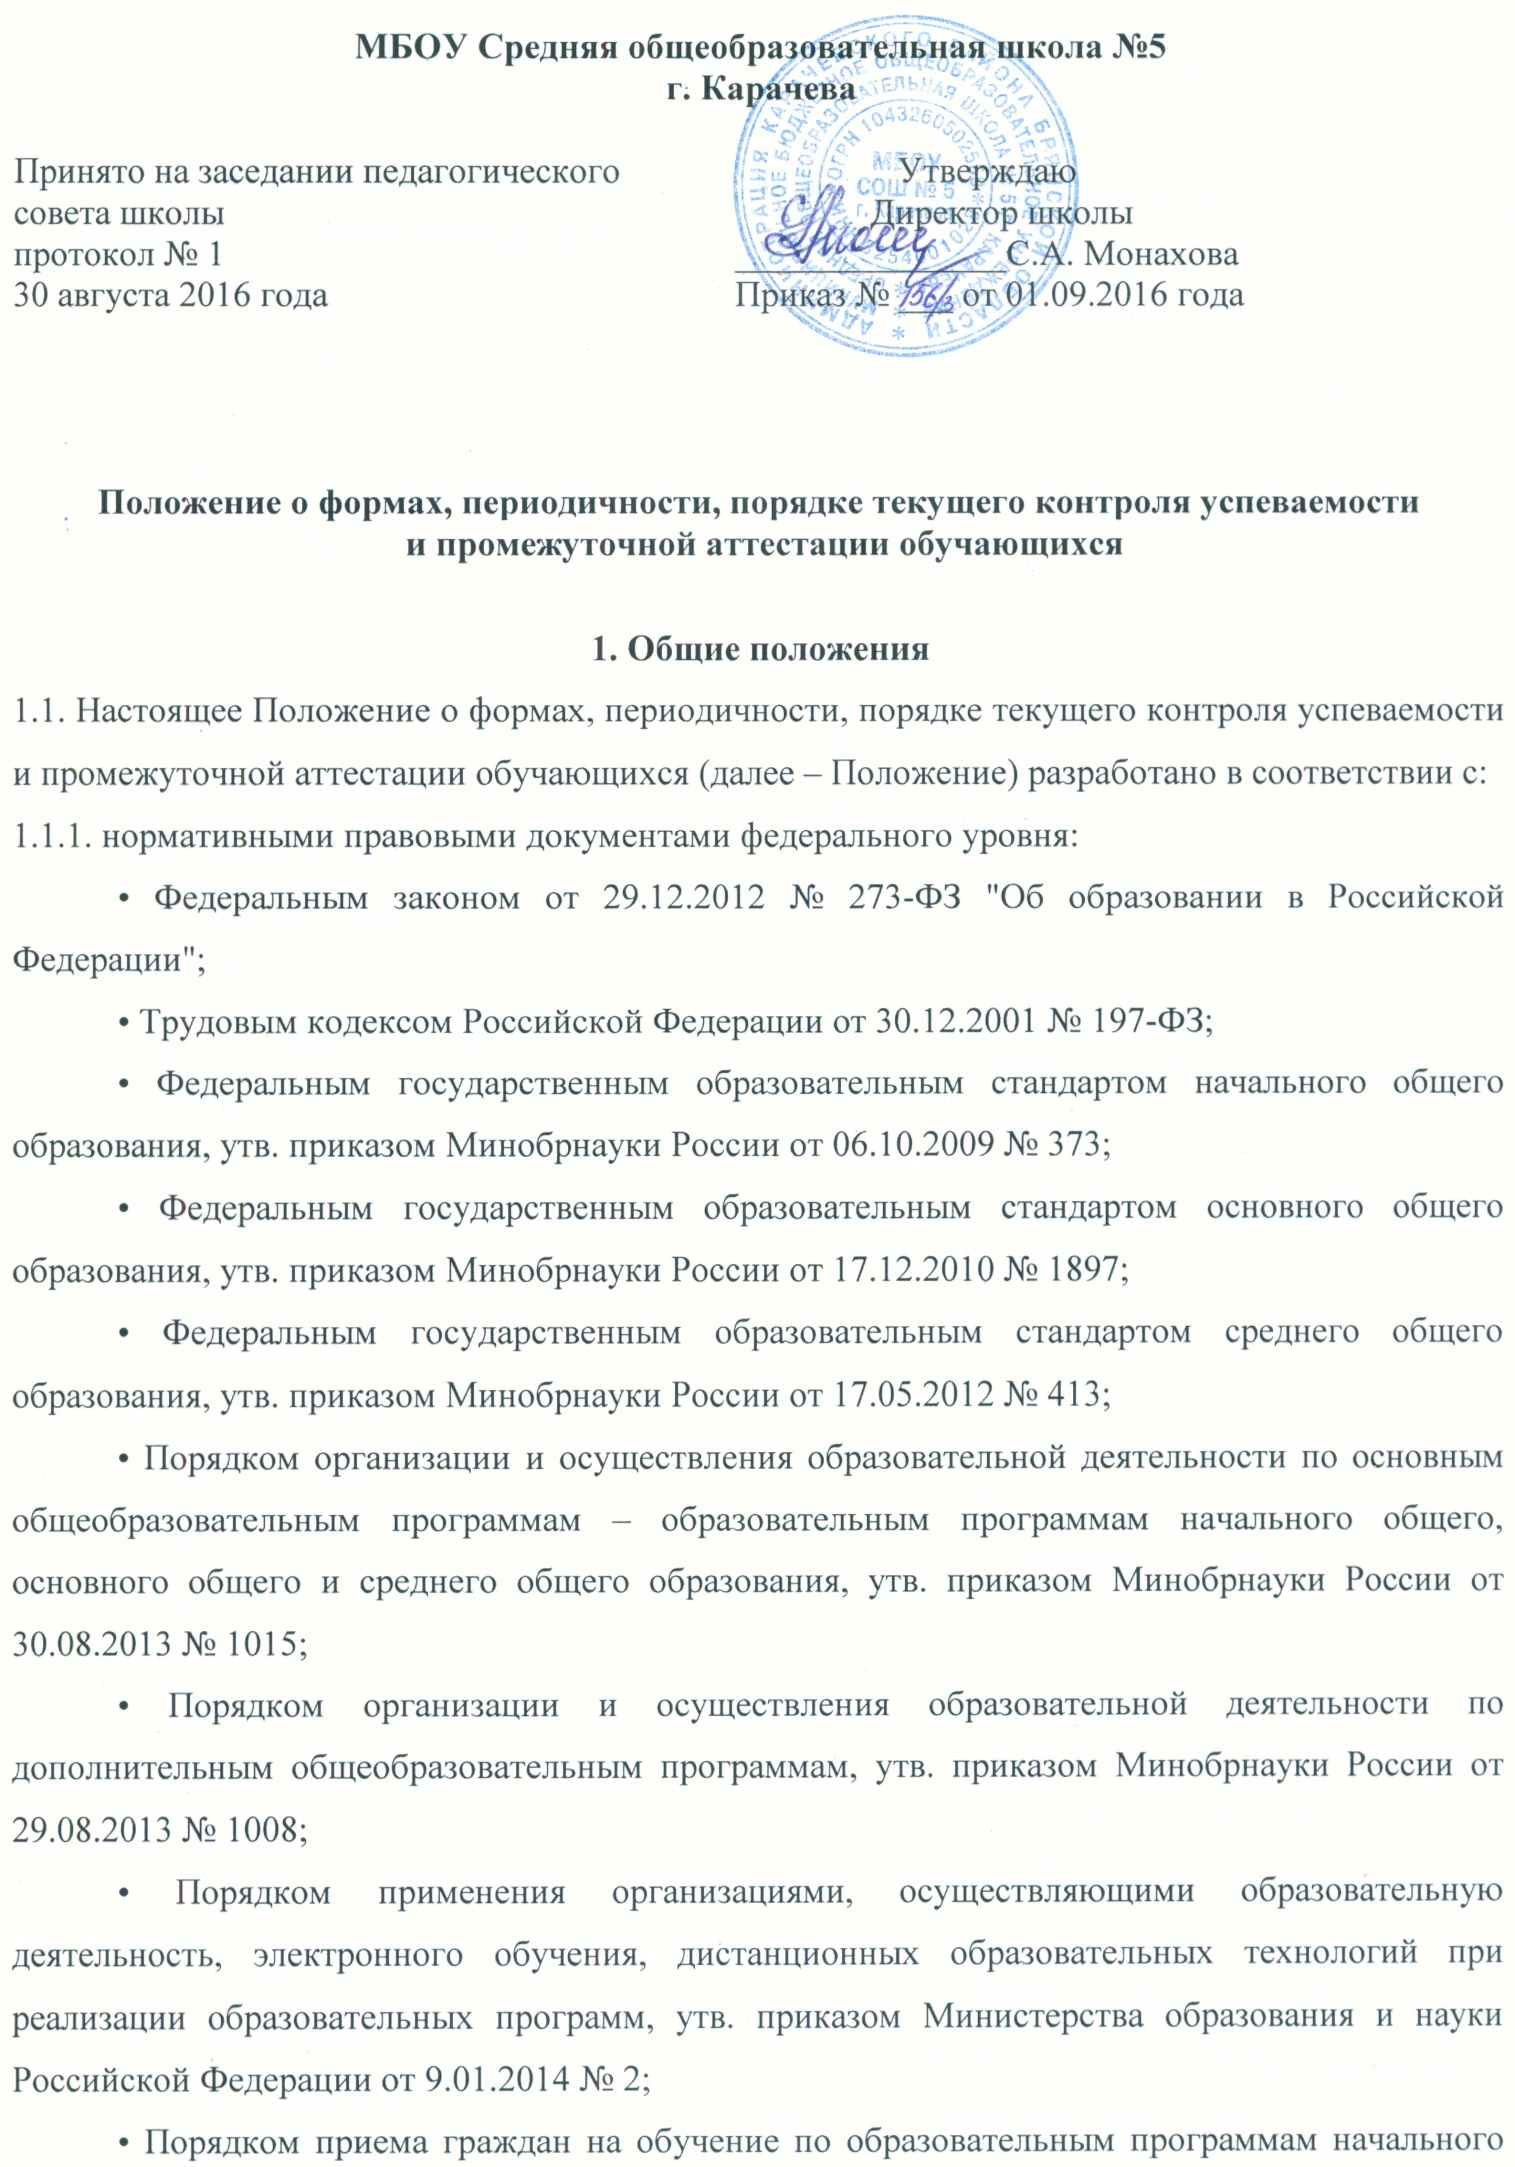 МБОУ Средняя общеобразовательная школа №5
г. Карачева
Принято на заседании педагогического
совета школы
протокол № 1
30 августа 2016 года
Утверждаю
Директор школы
С.А. Монахова
Приказ № 156/3 от 01.09.2016 года
МБОУ
СОШ № 5
Положение о формах, периодичности, порядке текущего контроля успеваемости
и промежуточной аттестации обучающихся
1. Общие положения
1.1. Настоящее Положение о формах, периодичности, порядке текущего контроля успеваемости
и промежуточной аттестации обучающихся (далее – Положение) разработано в соответствии с:
1.1.1. нормативными правовыми документами федерального уровня:
• Федеральным законом от 29.12.2012 № 273-ФЗ "Об образовании в Российской
Федерации";
• Трудовым кодексом Российской Федерации от 30.12.2001 № 197-ФЗ;
• Федеральным государственным образовательным стандартом начального общего
образования, утв. приказом Минобрнауки России от 06.10.2009 № 373;
• Федеральным государственным образовательным стандартом основного общего
образования, утв. приказом Минобрнауки России от 17.12.2010 № 1897;
• Федеральным государственным образовательным стандартом среднего общего
образования, утв. приказом Минобрнауки России от 17.05.2012 № 413;
• Порядком организации и осуществления образовательной деятельности по основным
общеобразовательным программам – образовательным программам начального общего,
основного общего и среднего общего образования, утв. приказом Минобрнауки России от
30.08.2013 № 1015;
• Порядком организации и осуществления образовательной деятельности по
дополнительным общеобразовательным программам, утв. приказом Минобрнауки России от
29.08.2013 № 1008;
• Порядком применения организациями, осуществляющими образовательную
деятельность, электронного обучения, дистанционных образовательных технологий при
реализации образовательных программ, утв. приказом Министерства образования и науки
Российской Федерации от 9.01.2014 № 2;
• Порядком приема граждан на обучение по образовательным программам начального